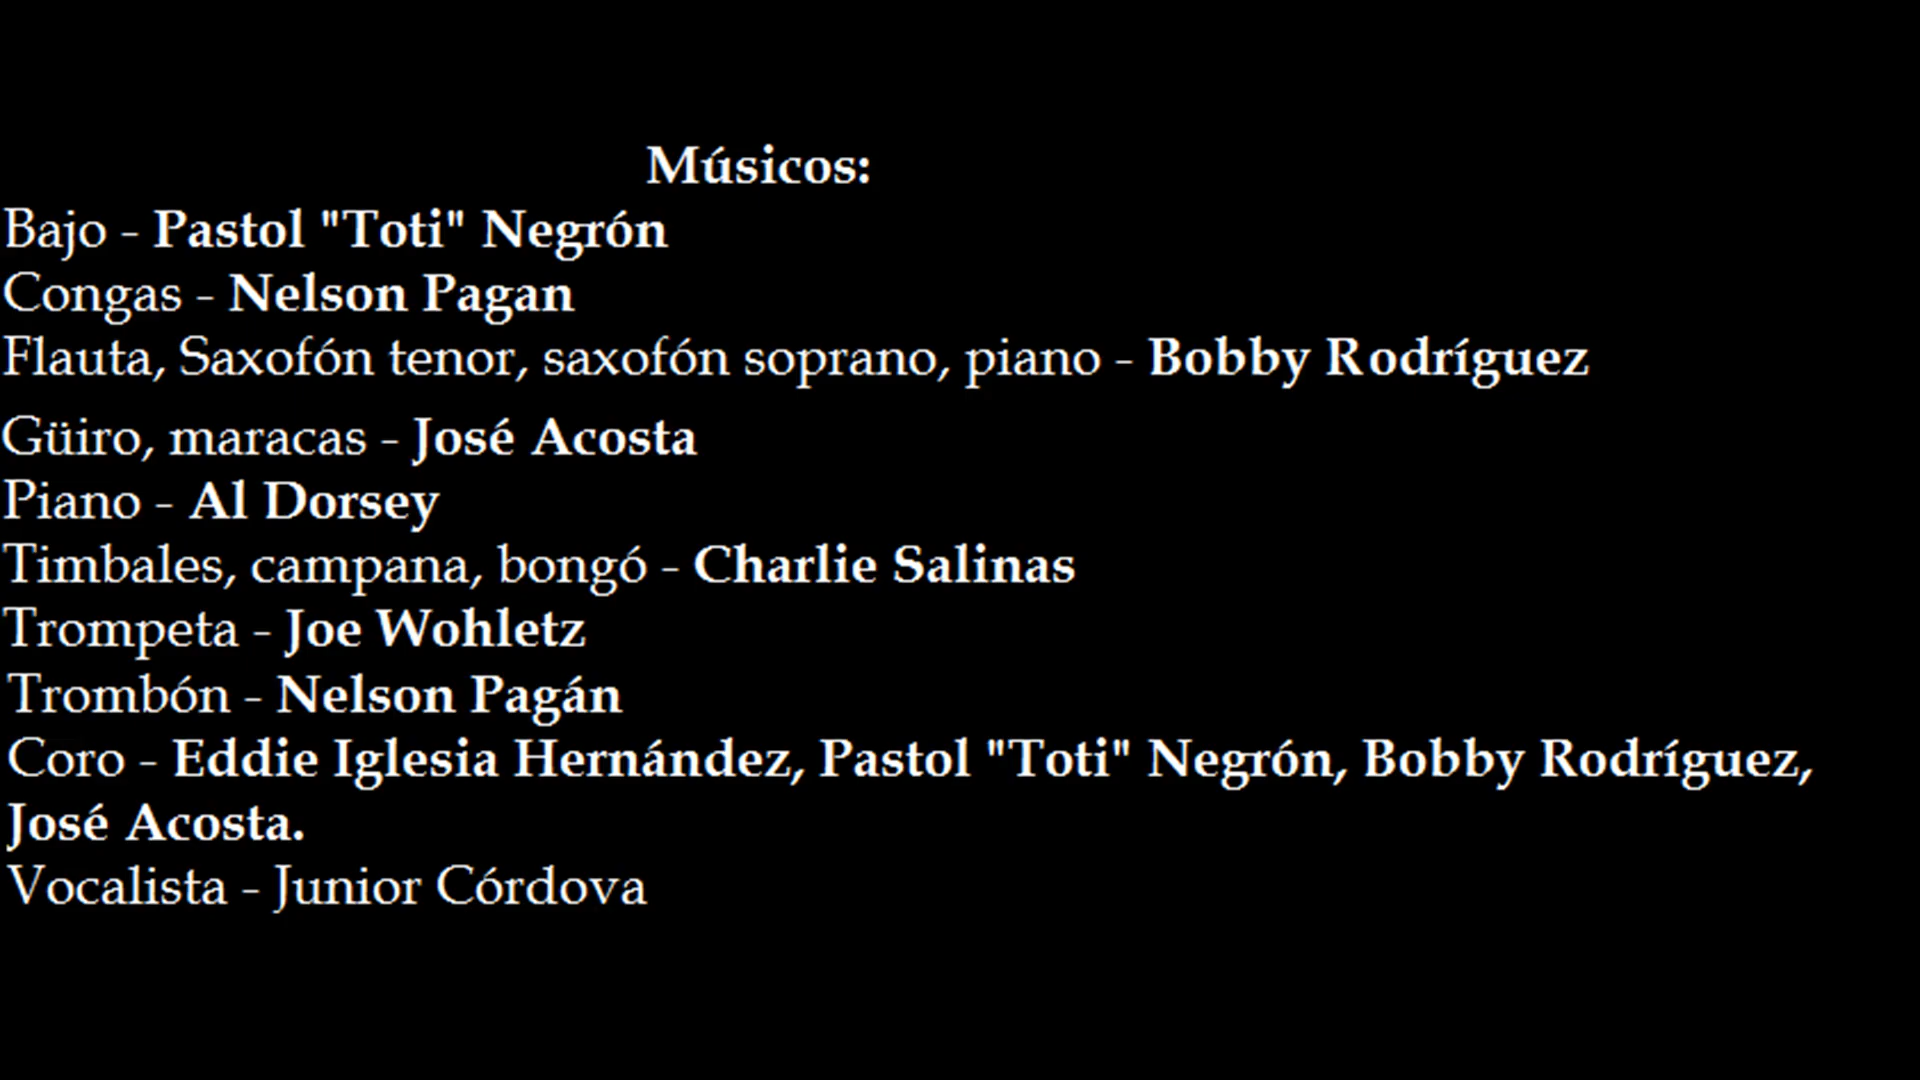 Músicos:
Bajo - Pastol "Toti" Negrón
Congas - Nelson Pagan
Flauta, Saxofón tenor, saxofón soprano, piano - Bobby Rodríguez
Güiro, maracas - José Acosta
Piano - Al Dorsey
Timbales, campana, bongó - Charlie Salinas
Trompeta - Joe Wohletz
Trombón - Nelson Pagán
Coro - Eddie Iglesia Hernández, Pastol "Toti" Negrón, Bobby Rodríguez,
José Acosta.
Vocalista - Junior Córdova